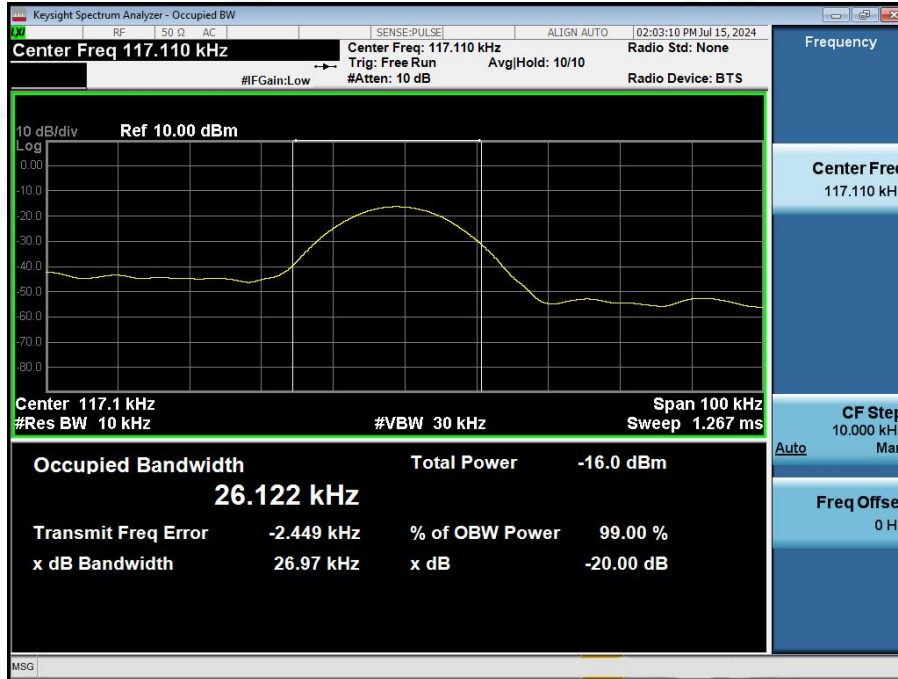 Keysight Spectrum Analyzer - Occupied BW
LXI RF 50 Ω AC SENSE:PULSE ALIGN AUTO 02:03:10 PM Jul 15, 2024
Center Freq 117.110 kHz
Center Freq: 117.110 kHz Radio Std: None
Trig: Free Run Avg|Hold: 10/10
#IFGain:Low #Atten: 10 dB Radio Device: BTS
10 dB/div Ref 10.00 dBm
Log
0.00
-10.0
-20.0
-30.0
-40.0
-50.0
-60.0
-70.0
-80.0
Center 117.1 kHz Span 100 kHz
#Res BW 10 kHz #VBW 30 kHz Sweep 1.267 ms
Occupied Bandwidth Total Power -16.0 dBm
26.122 kHz
Transmit Freq Error -2.449 kHz % of OBW Power 99.00 %
x dB Bandwidth 26.97 kHz x dB -20.00 dB
MSG
Frequency
Center Freq
117.110 kH
CF Step
10.000 kH
Auto Man
Freq Offse
0 H